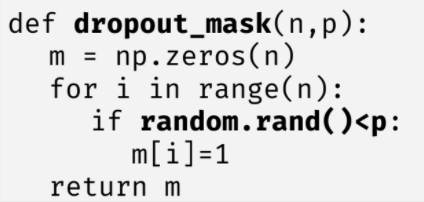 def dropout_mask(n,p):
    m = np.zeros(n)
    for i in range(n):
        if random.rand()<p:
            m[i]=1
    return m